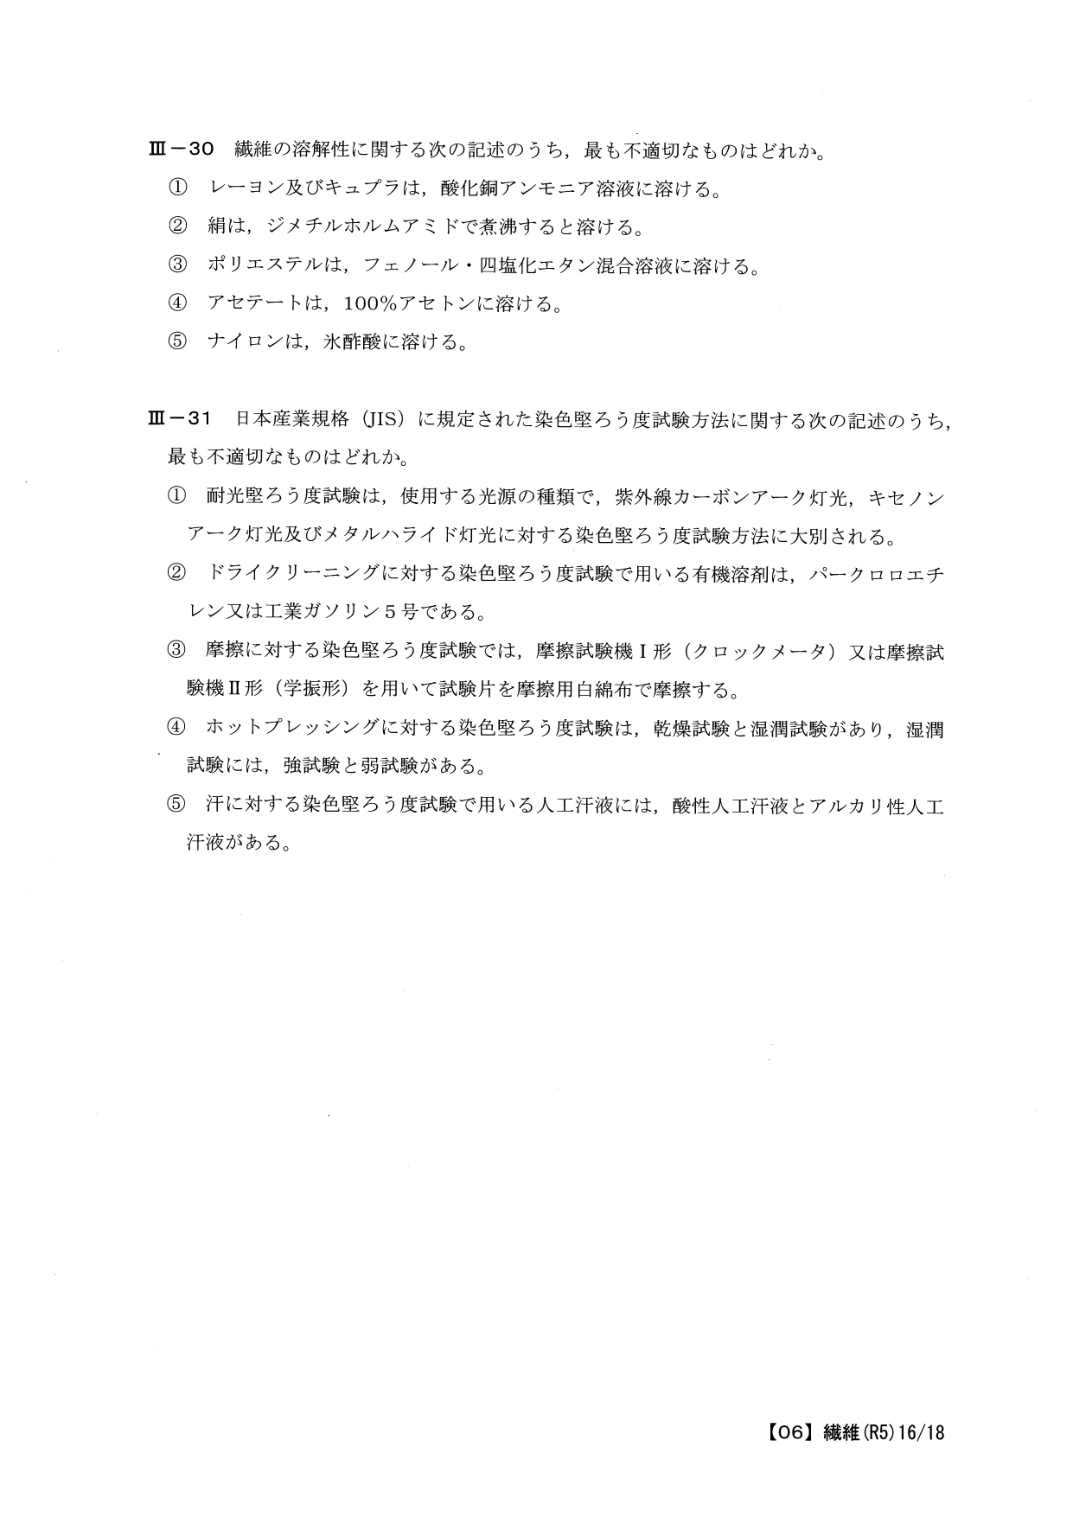 Ⅲ－30　繊維の溶解性に関する次の記述のうち，最も不適切なものはどれか。
①　レーヨン及びキュプラは，酸化銅アンモニア溶液に溶ける。
②　絹は，ジメチルホルムアミドで煮沸すると溶ける。
③　ポリエステルは，フェノール・四塩化エタン混合溶液に溶ける。
④　アセテートは，100％アセトンに溶ける。
⑤　ナイロンは，氷酢酸に溶ける。
Ⅲ－31　日本産業規格（JIS）に規定された染色堅ろう度試験方法に関する次の記述のうち，
最も不適切なものはどれか。
①　耐光堅ろう度試験は，使用する光源の種類で，紫外線カーボンアーク灯光，キセノン
アーク灯光及びメタルハライド灯光に対する染色堅ろう度試験方法に大別される。
②　ドライクリーニングに対する染色堅ろう度試験で用いる有機溶剤は，パークロロエチ
レン又は工業ガソリン５号である。
③　摩擦に対する染色堅ろう度試験では，摩擦試験機Ⅰ形（クロックメータ）又は摩擦試
験機Ⅱ形（学振形）を用いて試験片を摩擦用白綿布で摩擦する。
④　ホットプレッシングに対する染色堅ろう度試験は，乾燥試験と湿潤試験があり，湿潤
試験には，強試験と弱試験がある。
⑤　汗に対する染色堅ろう度試験で用いる人工汗液には，酸性人工汗液とアルカリ性人工
汗液がある。
【06】繊維(R5)16/18